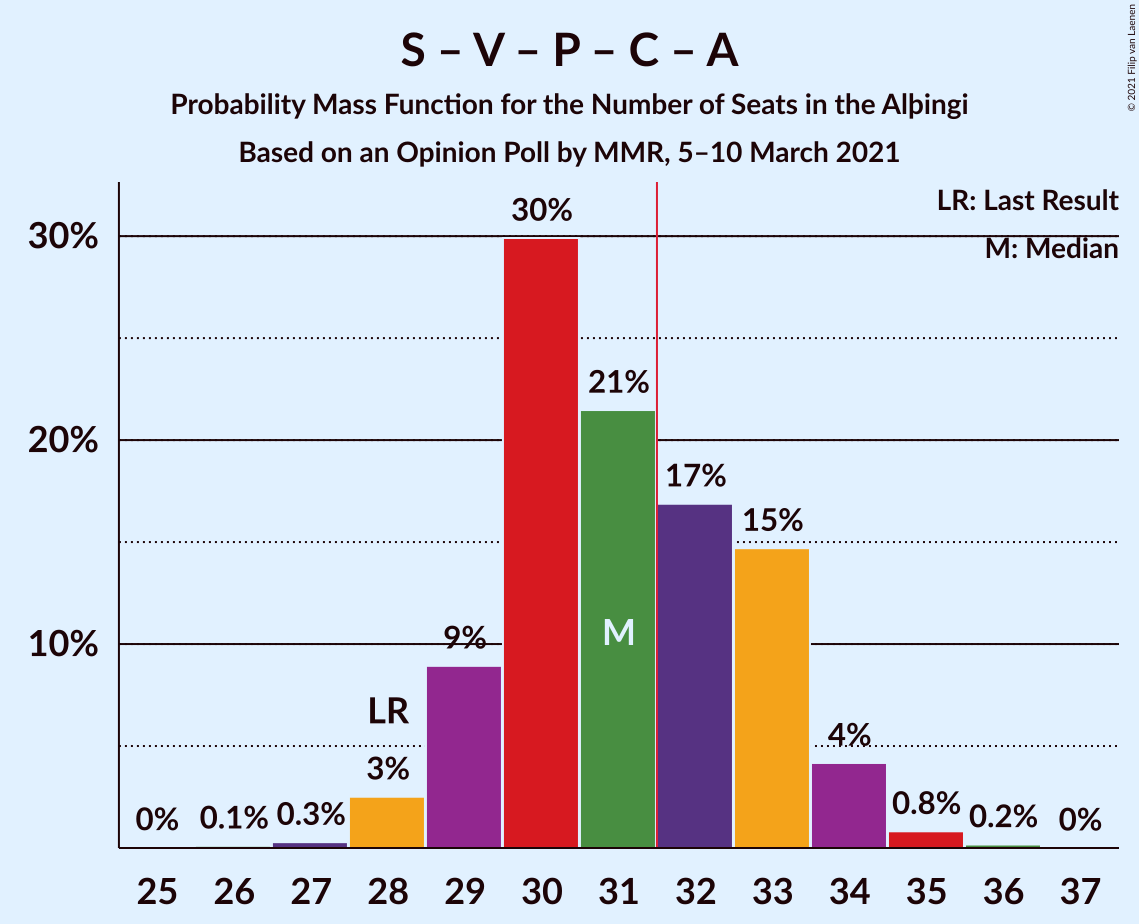 S – V – P – C – A
Probability Mass Function for the Number of Seats in the Alþingi
Based on an Opinion Poll by MMR, 5–10 March 2021
© 2021 Filip van Laenen
LR: Last Result
M: Median
30%
20%
10%
0%
0.1%
0.3%
3%
LR
9%
30%
21%
M
17%
15%
4%
0.8%
0.2%
0%
25 26 27 28 29 30 31 32 33 34 35 36 37